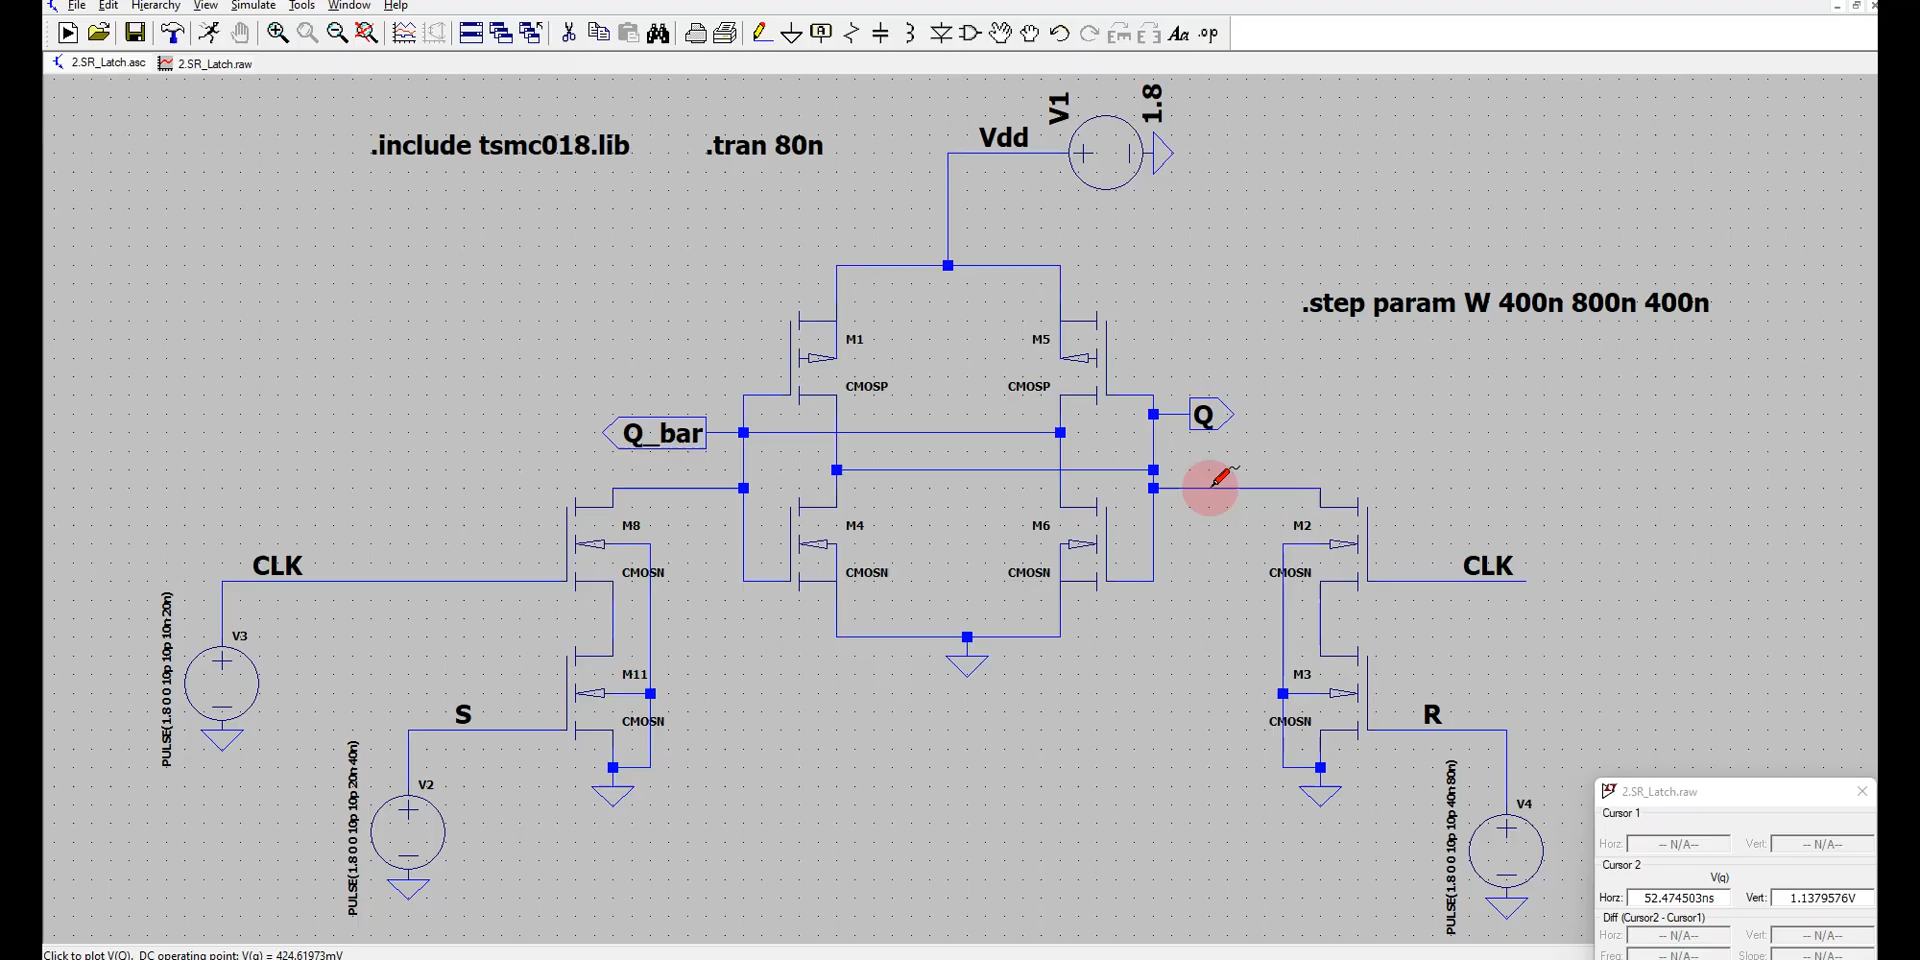 File Edit Hierarchy View Simulate Tools Window Help
2.SR_Latch.asc 2.SR_Latch.raw
.include tsmc018.lib .tran 80n
Vdd
V1
1.8
.step param W 400n 800n 400n
M1
CMOSP
M5
CMOSP
Q_bar
Q
M8
CMOSN
M4
CMOSN
M6
CMOSN
M2
CMOSN
CLK
CLK
V3
PULSE(1.8 0 0 10p 10p 10n 20n)
M11
CMOSN
M3
CMOSN
S
R
V2
PULSE(1.8 0 0 10p 10p 20n 40n)
V4
PULSE(1.8 0 0 10p 10p 40n 80n)
2.SR_Latch.raw
Cursor 1
Horz: -- N/A-- Vert: -- N/A--
Cursor 2
V(q)
Horz: 52.474503ns Vert: 1.1379576V
Diff (Cursor2 - Cursor1)
Horz: -- N/A-- Vert: -- N/A--
Freq: -- N/A-- Slope: -- N/A--
Click to plot V(Q). DC operating point: V(q) = 424.61973mV